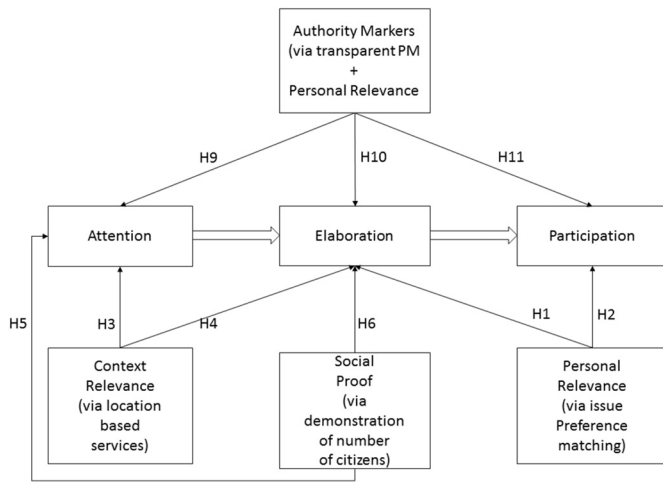 Authority Markers
(via transparent PM
+
Personal Relevance
H9
H10
H11
Attention
Elaboration
Participation
H5
H3
H4
H6
H1
H2
Context
Relevance
(via location
based
services)
Social
Proof
(via
demonstration
of number
of citizens)
Personal
Relevance
(via issue
Preference
matching)